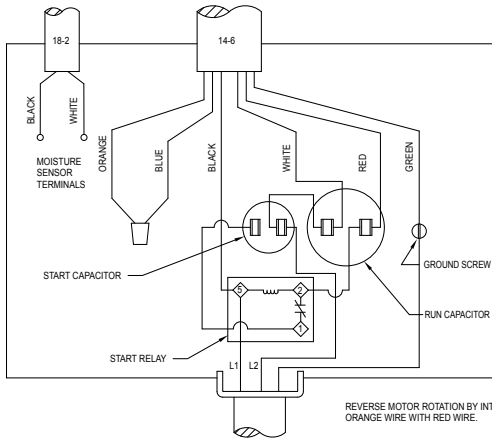 18-2
14-6
BLACK
WHITE
MOISTURE
SENSOR
TERMINALS
ORANGE
BLUE
BLACK
WHITE
RED
GREEN
START CAPACITOR
GROUND SCREW
RUN CAPACITOR
5
2
1
START RELAY
L1
L2
REVERSE MOTOR ROTATION BY INT
ORANGE WIRE WITH RED WIRE.